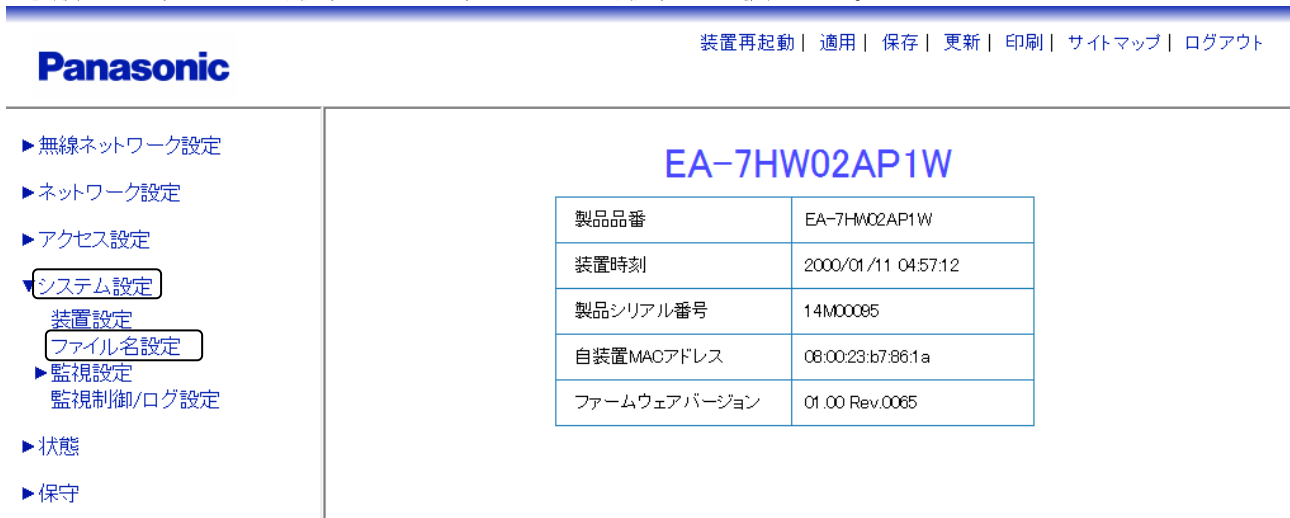 装置再起動| 適用| 保存| 更新| 印刷| サイトマップ| ログアウト
Panasonic
▶無線ネットワーク設定
▶ネットワーク設定
▶アクセス設定
▼システム設定
装置設定
ファイル名設定
▶監視設定
監視制御/ログ設定
▶状態
▶保守
EA-7HW02AP1W
製品品番 EA-7HW02AP1W
装置時刻 2000/01/11 04:57:12
製品シリアル番号 14M00095
自装置MACアドレス 08:00:23:b7:86:1a
ファームウェアバージョン 01.00 Rev.0065